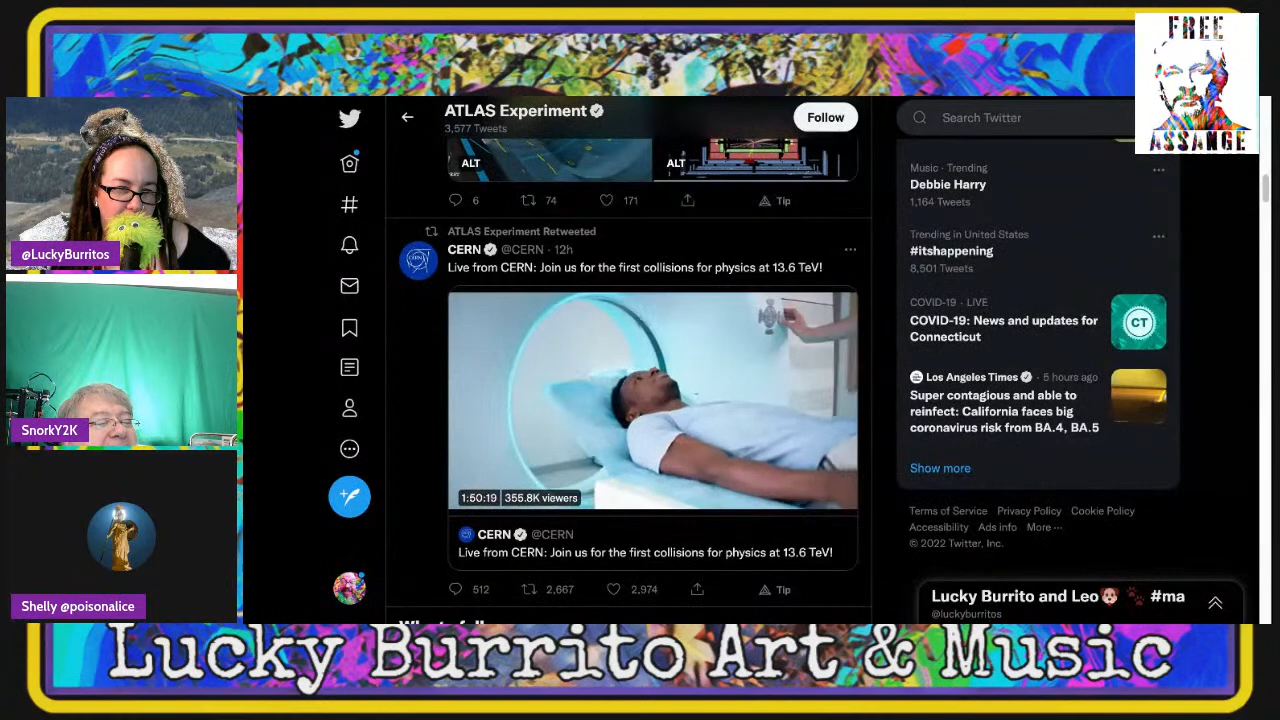 FREE
ASSANGE
@LuckyBurritos
SnorkY2K
Shelly @poisonalice
ATLAS Experiment
3,577 Tweets
Follow
ALT
ALT
6
74
171
Tip
ATLAS Experiment Retweeted
CERN @CERN · 12h
Live from CERN: Join us for the first collisions for physics at 13.6 TeV!
1:50:19 355.8K viewers
CERN @CERN
Live from CERN: Join us for the first collisions for physics at 13.6 TeV!
512
2,667
2,974
Tip
Search Twitter
Music · Trending
Debbie Harry
1,164 Tweets
Trending in United States
#itshappening
8,501 Tweets
COVID-19 · LIVE
COVID-19: News and updates for
Connecticut
CT
Los Angeles Times · 5 hours ago
Super contagious and able to
reinfect: California faces big
coronavirus risk from BA.4, BA.5
Show more
Terms of Service Privacy Policy Cookie Policy
Accessibility Ads info More ···
© 2022 Twitter, Inc.
Lucky Burrito and Leo🐶 🐾 #ma
@luckyburritos
Lucky Burrito Art & Music